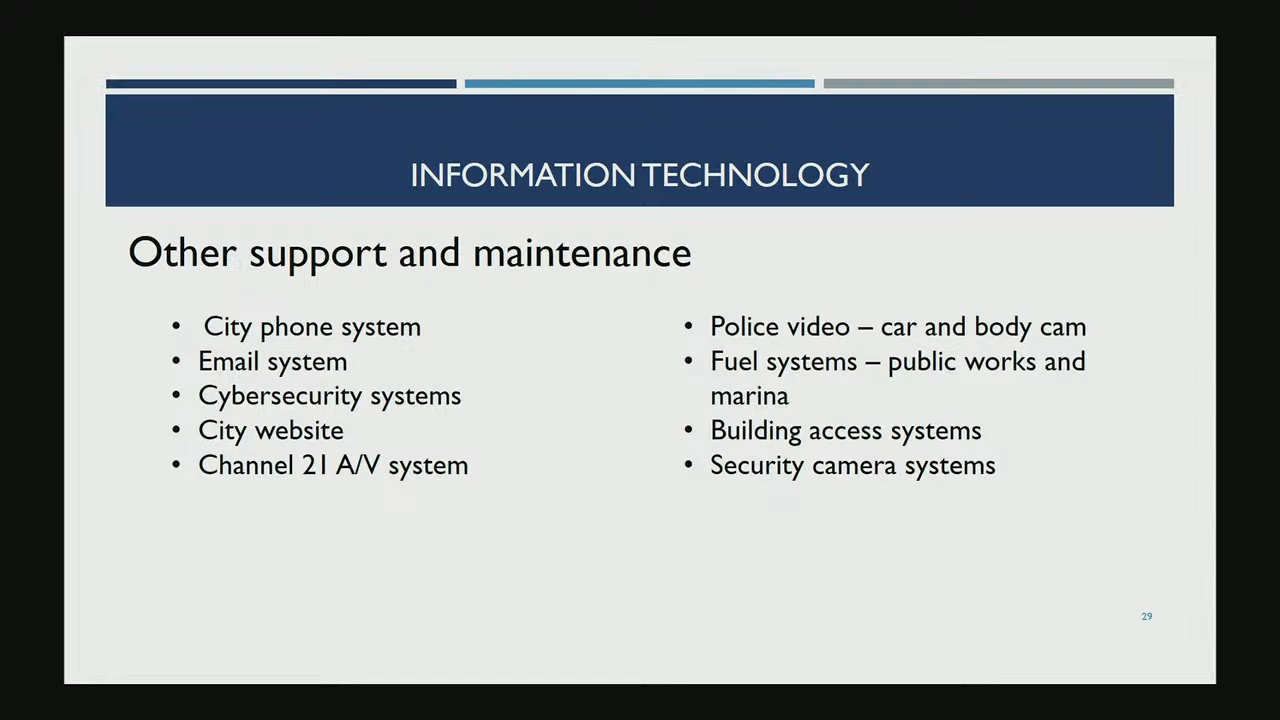 INFORMATION TECHNOLOGY
Other support and maintenance
• City phone system
• Email system
• Cybersecurity systems
• City website
• Channel 21 A/V system
• Police video – car and body cam
• Fuel systems – public works and
marina
• Building access systems
• Security camera systems
29